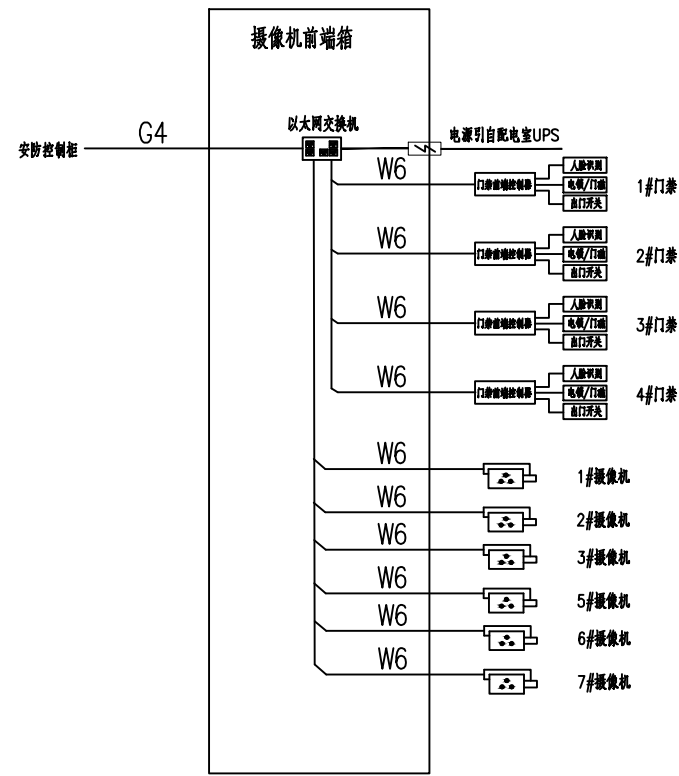 摄像机前端箱
以太网交换机
安防控制柜
G4
电源引自配电室UPS
W6
门禁前端控制器
人脸识别
电锁/门磁
出门开关
1#门禁
W6
门禁前端控制器
人脸识别
电锁/门磁
出门开关
2#门禁
W6
门禁前端控制器
人脸识别
电锁/门磁
出门开关
3#门禁
W6
门禁前端控制器
人脸识别
电锁/门磁
出门开关
4#门禁
W6
1#摄像机
W6
2#摄像机
W6
3#摄像机
W6
5#摄像机
W6
6#摄像机
W6
7#摄像机